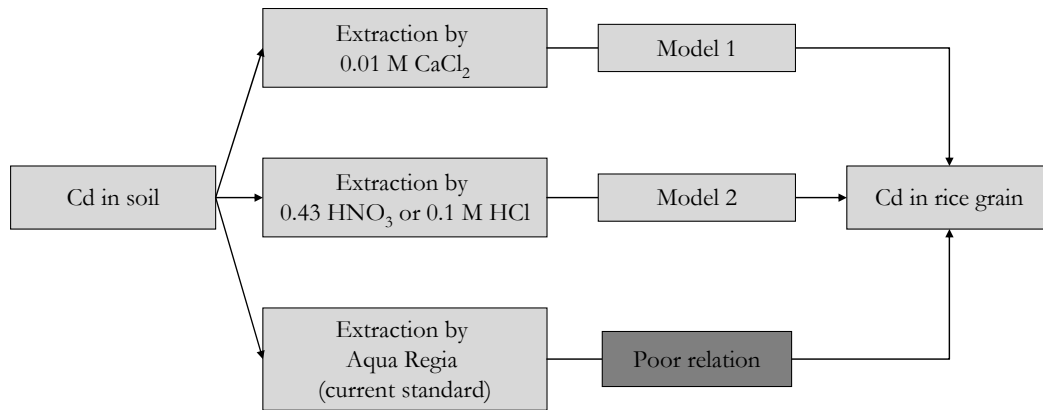 Extraction by
0.01 M CaCl₂
Model 1
Cd in soil
Extraction by
0.43 HNO₃ or 0.1 M HCl
Model 2
Cd in rice grain
Extraction by
Aqua Regia
(current standard)
Poor relation